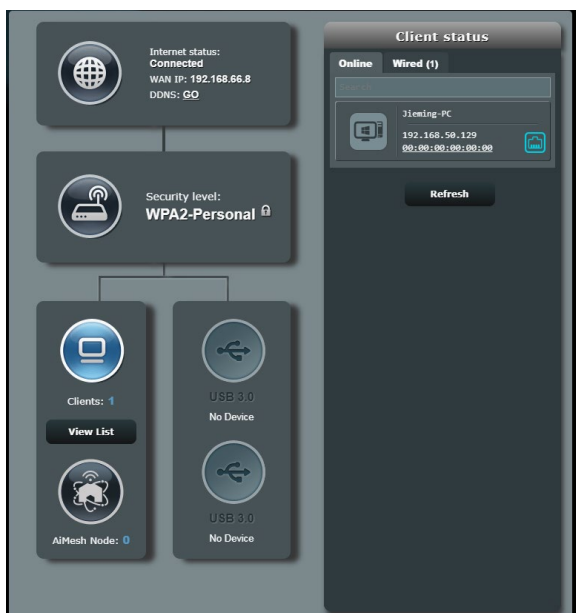 Internet status:
Connected
WAN IP: 192.168.66.8
DDNS: GO
Security level:
WPA2-Personal
Clients: 1
View List
AiMesh Node: 0
USB 3.0
No Device
USB 3.0
No Device
Client status
Online Wired (1)
Search
Jieming-PC
192.168.50.129
00:00:00:00:00:00
Refresh